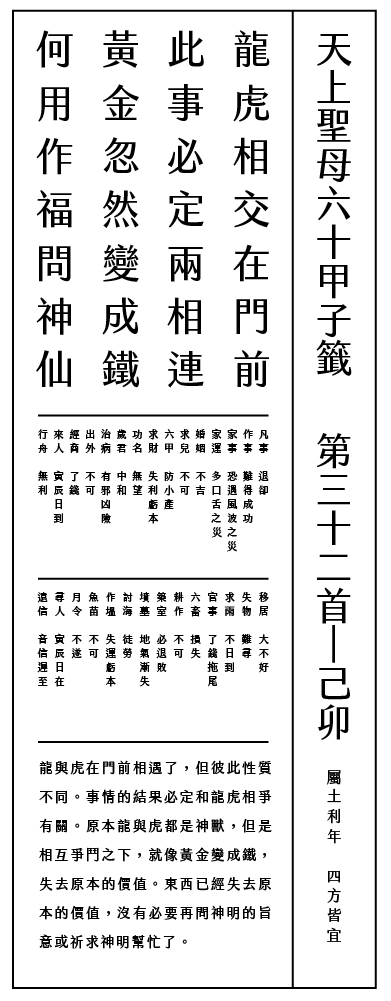 天上聖母六十甲子籤　第三十二首—己卯
屬土利年　四方皆宜
龍虎相交在門前
此事必定兩相連
黃金忽然變成鐵
何用作福問神仙
凡事　退卻
作事　難得成功
家事　恐遇風波之災
家運　多口舌之災
婚姻　不吉
求兒　不可
六甲　防小產
求財　失利虧本
功名　無望
歲君　中和
治病　有邪凶險
出外　不可
經商　了錢
來人　寅辰日到
行舟　無利
移居　大不好
失物　難尋
求雨　不日到
官事　了錢拖尾
六畜　損失
耕作　不可
築室　必退敗
墳墓　地氣漸失
討海　徒勞
作塭　失運虧本
魚苗　不可
月令　不遂
尋人　寅辰日在
遠信　音信遲至
龍與虎在門前相遇了，但彼此性質
不同。事情的結果必定和龍虎相爭
有關。原本龍與虎都是神獸，但是
相互爭鬥之下，就像黃金變成鐵，
失去原本的價值。東西已經失去原
本的價值，沒有必要再問神明的旨
意或祈求神明幫忙了。